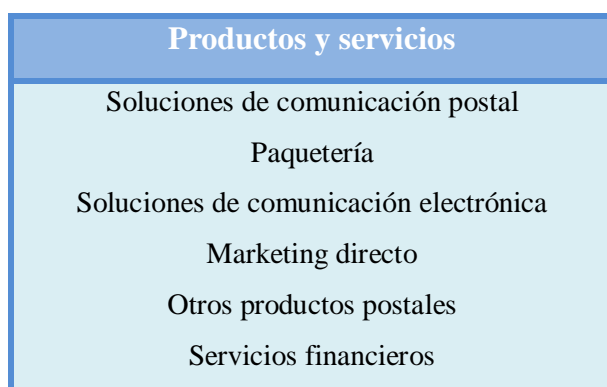 Productos y servicios
Soluciones de comunicación postal
Paquetería
Soluciones de comunicación electrónica
Marketing directo
Otros productos postales
Servicios financieros